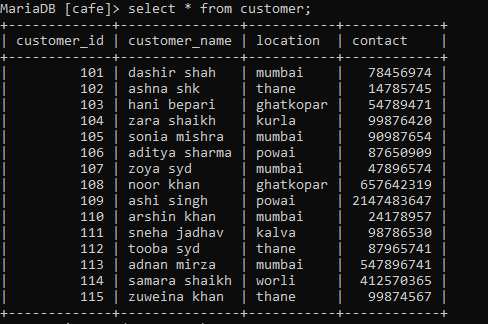 MariaDB [cafe]> select * from customer;
+-------------+---------------+-----------+------------+
| customer_id | customer_name | location  | contact    |
+-------------+---------------+-----------+------------+
|         101 | dashir shah   | mumbai    |   78456974 |
|         102 | ashna shk     | thane     |   14785745 |
|         103 | hani bepari   | ghatkopar |   54789471 |
|         104 | zara shaikh   | kurla     |   99876420 |
|         105 | sonia mishra  | mumbai    |   90987654 |
|         106 | aditya sharma | powai     |   87650909 |
|         107 | zoya syd      | mumbai    |   47896574 |
|         108 | noor khan     | ghatkopar |  657642319 |
|         109 | ashi singh    | powai     | 2147483647 |
|         110 | arshin khan   | mumbai    |   24178957 |
|         111 | sneha jadhav  | kalva     |   98786530 |
|         112 | tooba syd     | thane     |   87965741 |
|         113 | adnan mirza   | mumbai    |  547896741 |
|         114 | samara shaikh | worli     |  412570365 |
|         115 | zuweina khan  | thane     |   99874567 |
+-------------+---------------+-----------+------------+